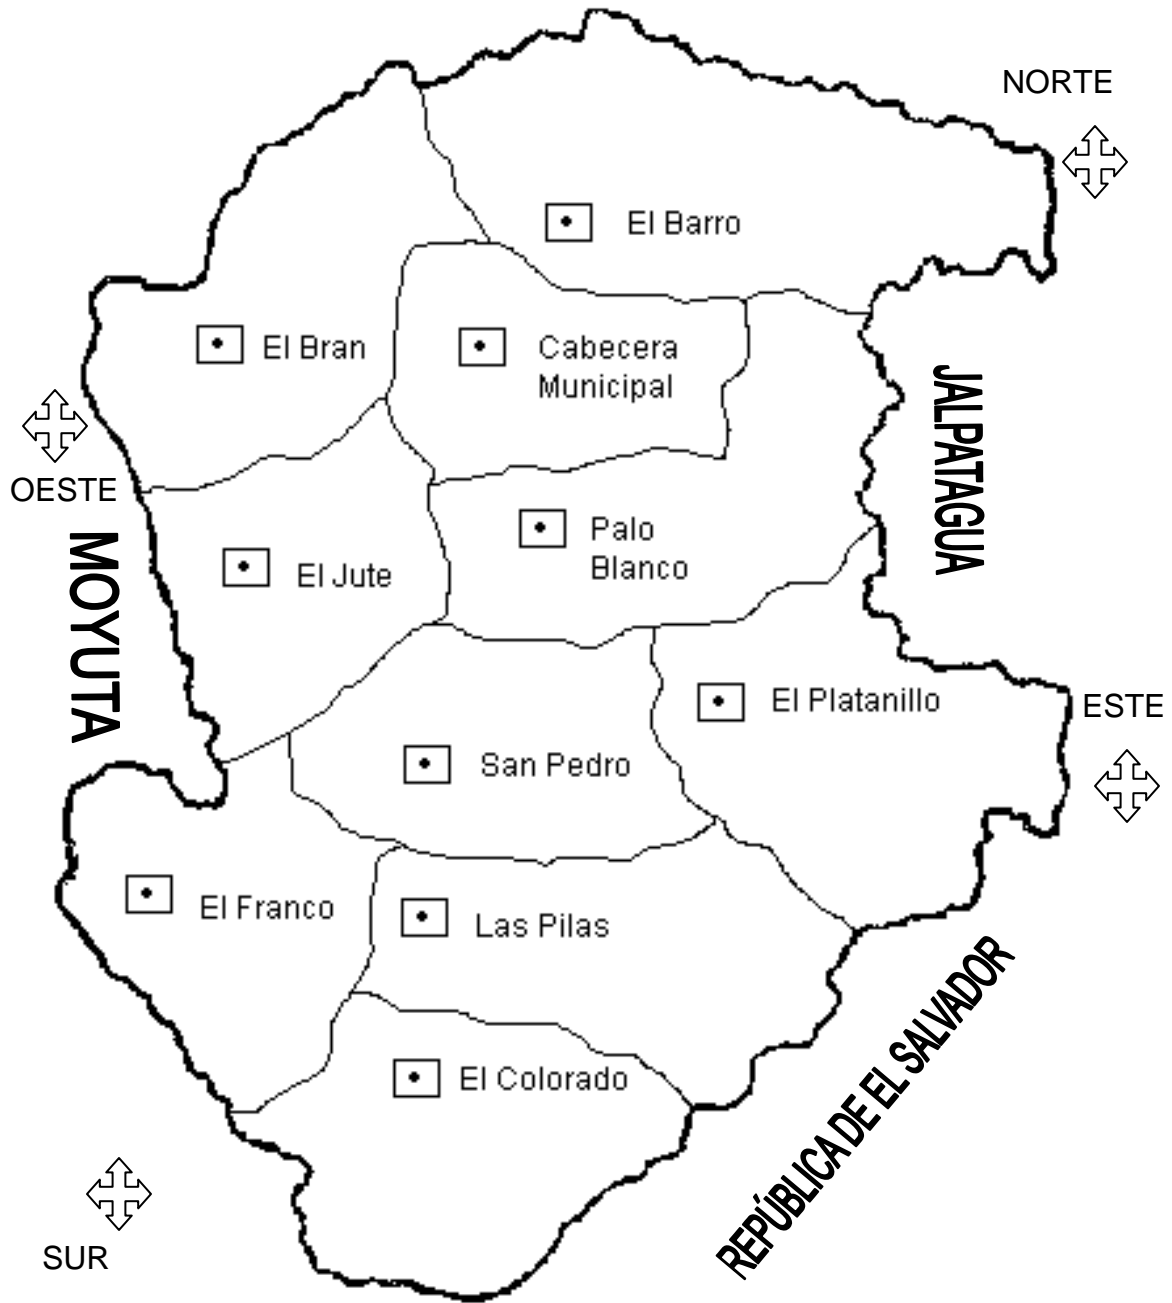 NORTE
El Barro
El Bran
Cabecera
Municipal
JALPATAGUA
OESTE
MOYUTA
Palo
Blanco
El Jute
El Platanillo
ESTE
San Pedro
El Franco
Las Pilas
REPÚBLICA DE EL SALVADOR
El Colorado
SUR